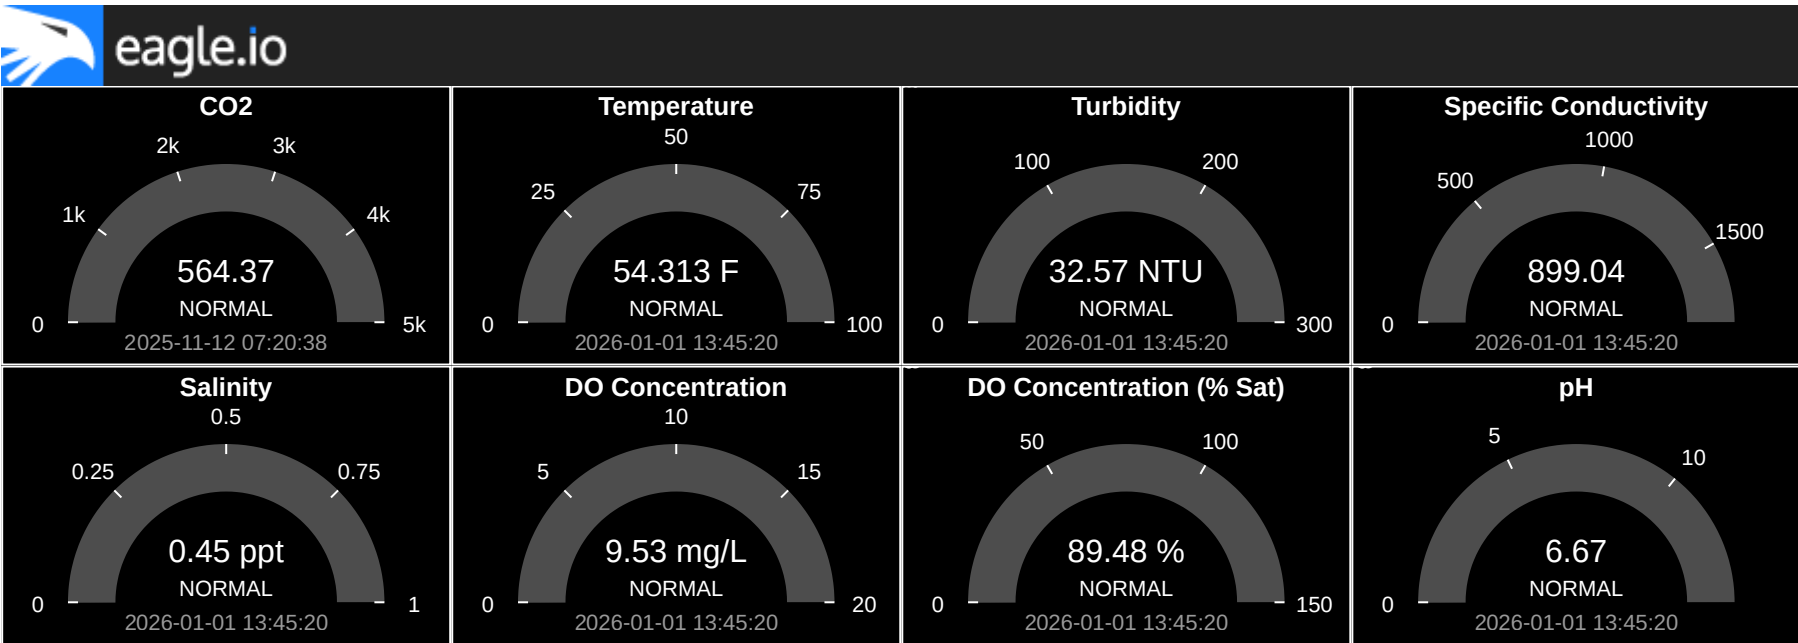 eagle.io
CO2
0
1k
2k
3k
4k
5k
564.37
NORMAL
2025-11-12 07:20:38
Temperature
0
25
50
75
100
54.313 F
NORMAL
2026-01-01 13:45:20
Turbidity
0
100
200
300
32.57 NTU
NORMAL
2026-01-01 13:45:20
Specific Conductivity
0
500
1000
1500
899.04
NORMAL
2026-01-01 13:45:20
Salinity
0
0.25
0.5
0.75
1
0.45 ppt
NORMAL
2026-01-01 13:45:20
DO Concentration
0
5
10
15
20
9.53 mg/L
NORMAL
2026-01-01 13:45:20
DO Concentration (% Sat)
0
50
100
150
89.48 %
NORMAL
2026-01-01 13:45:20
pH
0
5
10
6.67
NORMAL
2026-01-01 13:45:20